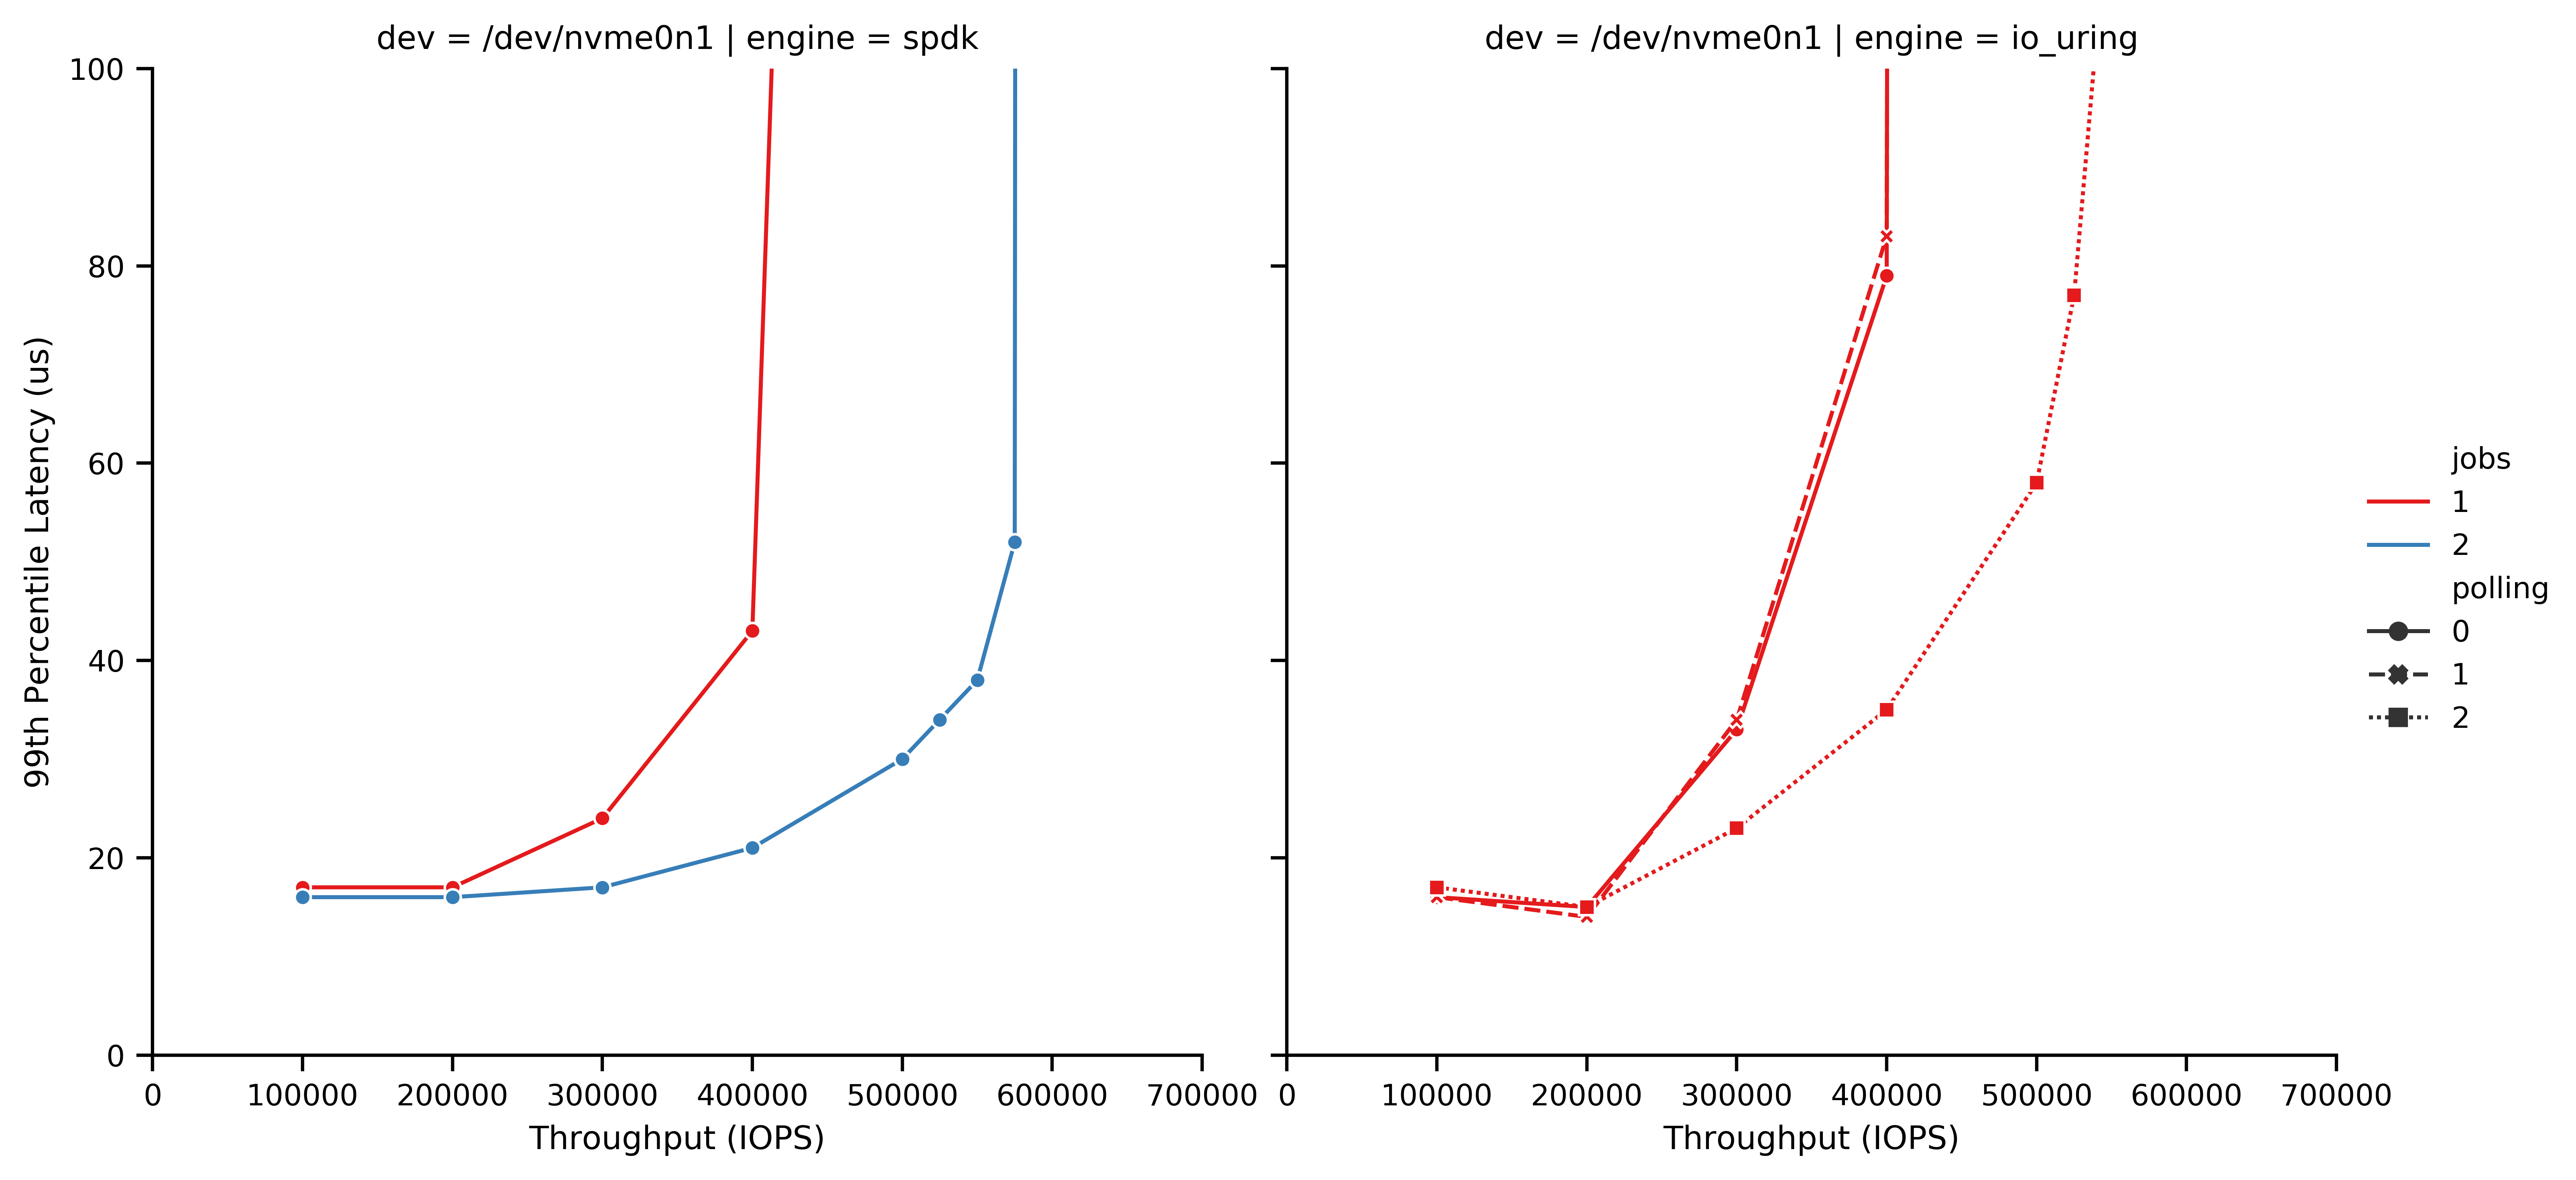 dev = /dev/nvme0n1 | engine = spdk
100
80
60
40
20
0
99th Percentile Latency (us)
0 100000 200000 300000 400000 500000 600000 700000
Throughput (IOPS)
dev = /dev/nvme0n1 | engine = io_uring
0 100000 200000 300000 400000 500000 600000 700000
Throughput (IOPS)
jobs
1
2
polling
0
1
2